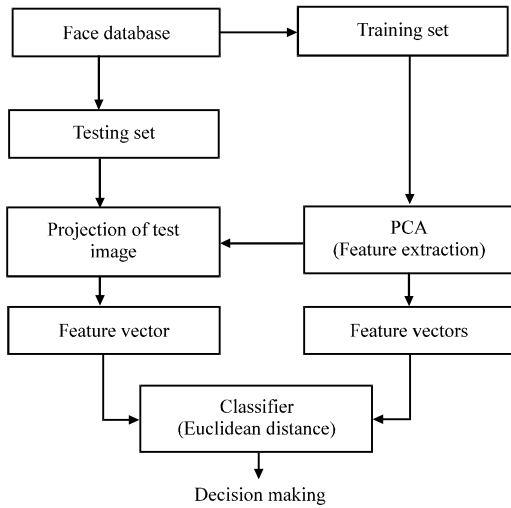 Face database
Training set
Testing set
Projection of test
image
PCA
(Feature extraction)
Feature vector
Feature vectors
Classifier
(Euclidean distance)
Decision making